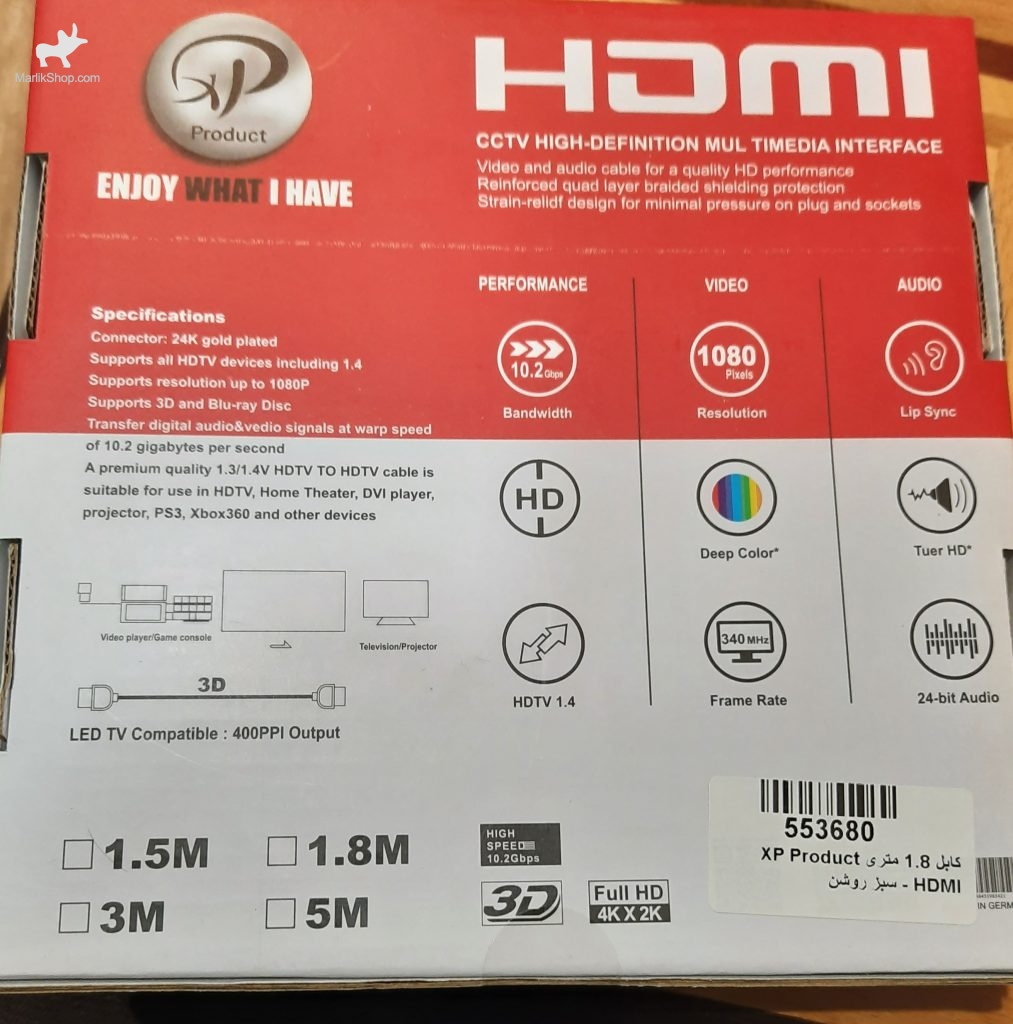 MarlikShop.com
XP
Product
ENJOY WHAT I HAVE
HDMI
CCTV HIGH-DEFINITION MUL TIMEDIA INTERFACE
Video and audio cable for a quality HD performance
Reinforced quad layer braided shielding protection
Strain-relidf design for minimal pressure on plug and sockets
Specifications
Connector: 24K gold plated
Supports all HDTV devices including 1.4
Supports resolution up to 1080P
Supports 3D and Blu-ray Disc
Transfer digital audio&vedio signals at warp speed
of 10.2 gigabytes per second
A premium quality 1.3/1.4V HDTV TO HDTV cable is
suitable for use in HDTV, Home Theater, DVI player,
projector, PS3, Xbox360 and other devices
PERFORMANCE VIDEO AUDIO
10.2Gbps
1080
Pixels
Bandwidth Resolution Lip Sync
HD
Deep Color* Tuer HD*
340 MHz
HDTV 1.4 Frame Rate 24-bit Audio
Video player/Game console
Television/Projector
3D
LED TV Compatible : 400PPI Output
1.5M 1.8M
3M 5M
HIGH
SPEED
10.2Gbps
3D
Full HD
4K X 2K
553680
کابل 1.8 متری XP Product
HDMI - سبز روشن
IN GERM